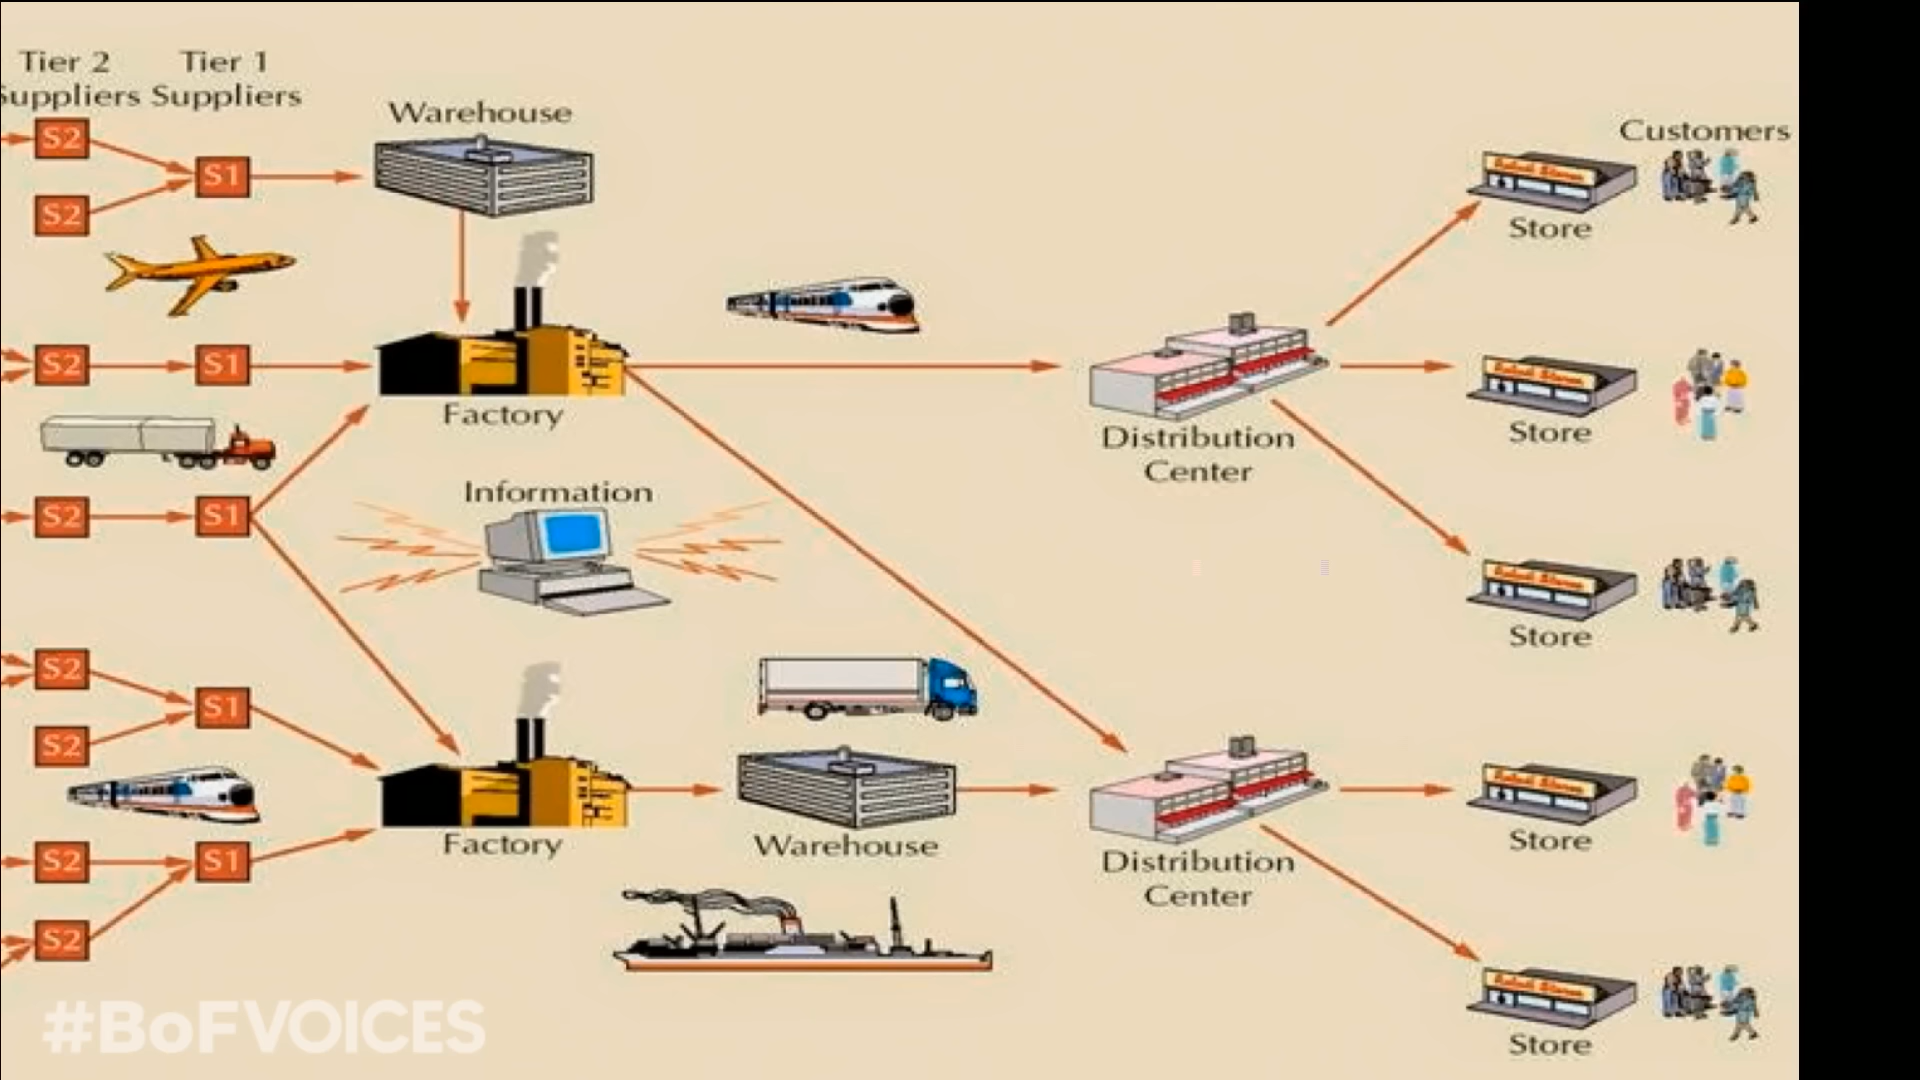 Tier 2
Suppliers
Tier 1
Suppliers
Warehouse
Customers
S2
S1
S2
Store
S2
S1
Factory
Store
Distribution
Center
Information
S2
S1
Store
S2
S1
S2
Factory
Warehouse
Store
Distribution
Center
S2
S1
S2
Store
#BoFVOICES